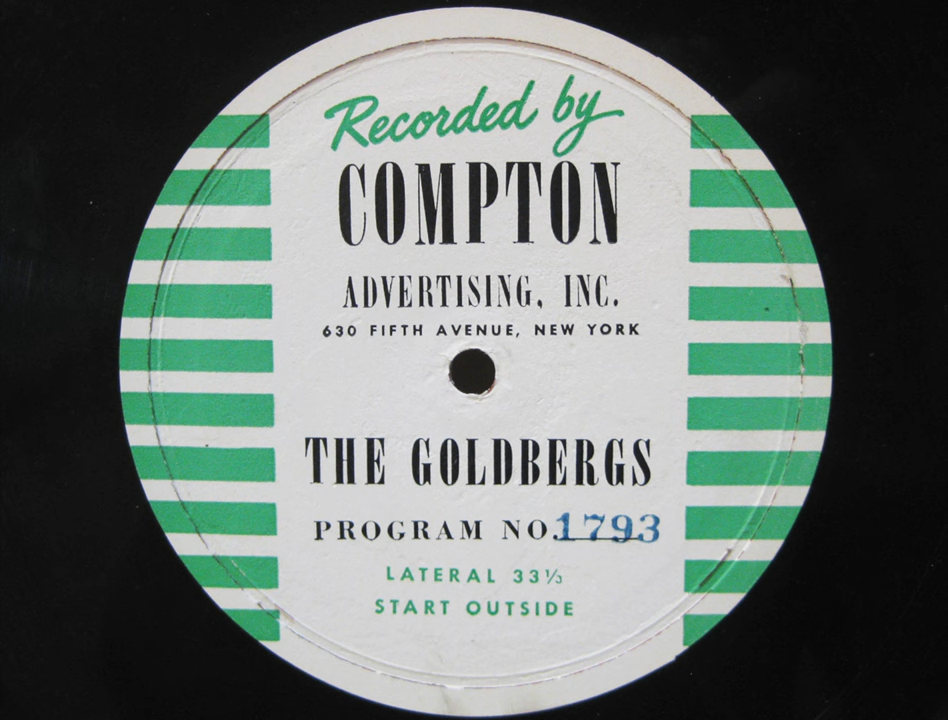 Recorded by
COMPTON
ADVERTISING, INC.
630 FIFTH AVENUE, NEW YORK
THE GOLDBERGS
PROGRAM NO. 1793
LATERAL 33⅓
START OUTSIDE